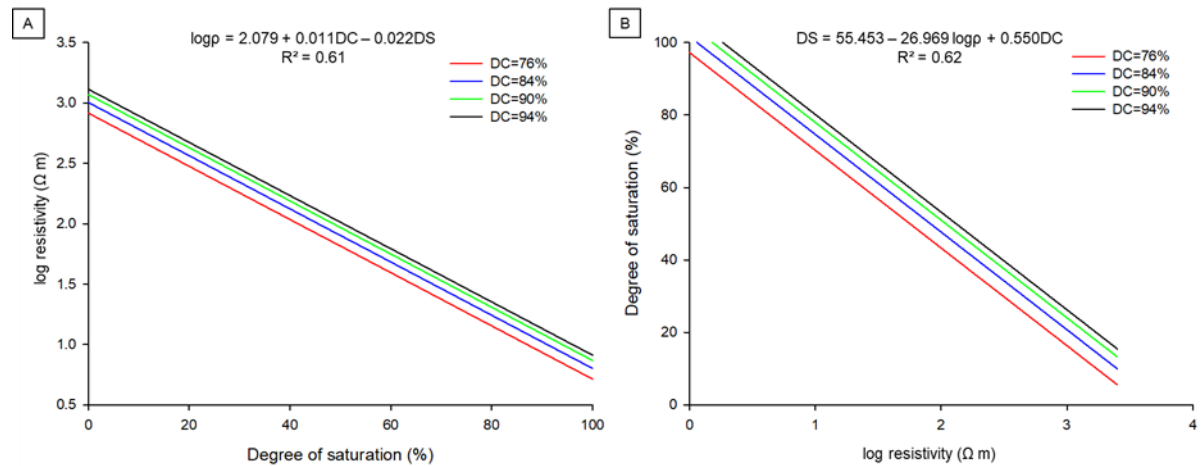 A
logρ = 2.079 + 0.011DC – 0.022DS
R² = 0.61
DC=76%
DC=84%
DC=90%
DC=94%
3.5
3.0
2.5
2.0
1.5
1.0
0.5
log resistivity (Ω m)
0
20
40
60
80
100
Degree of saturation (%)
B
DS = 55.453 – 26.969 logρ + 0.550DC
R² = 0.62
DC=76%
DC=84%
DC=90%
DC=94%
100
80
60
40
20
0
Degree of saturation (%)
0
1
2
3
4
log resistivity (Ω m)